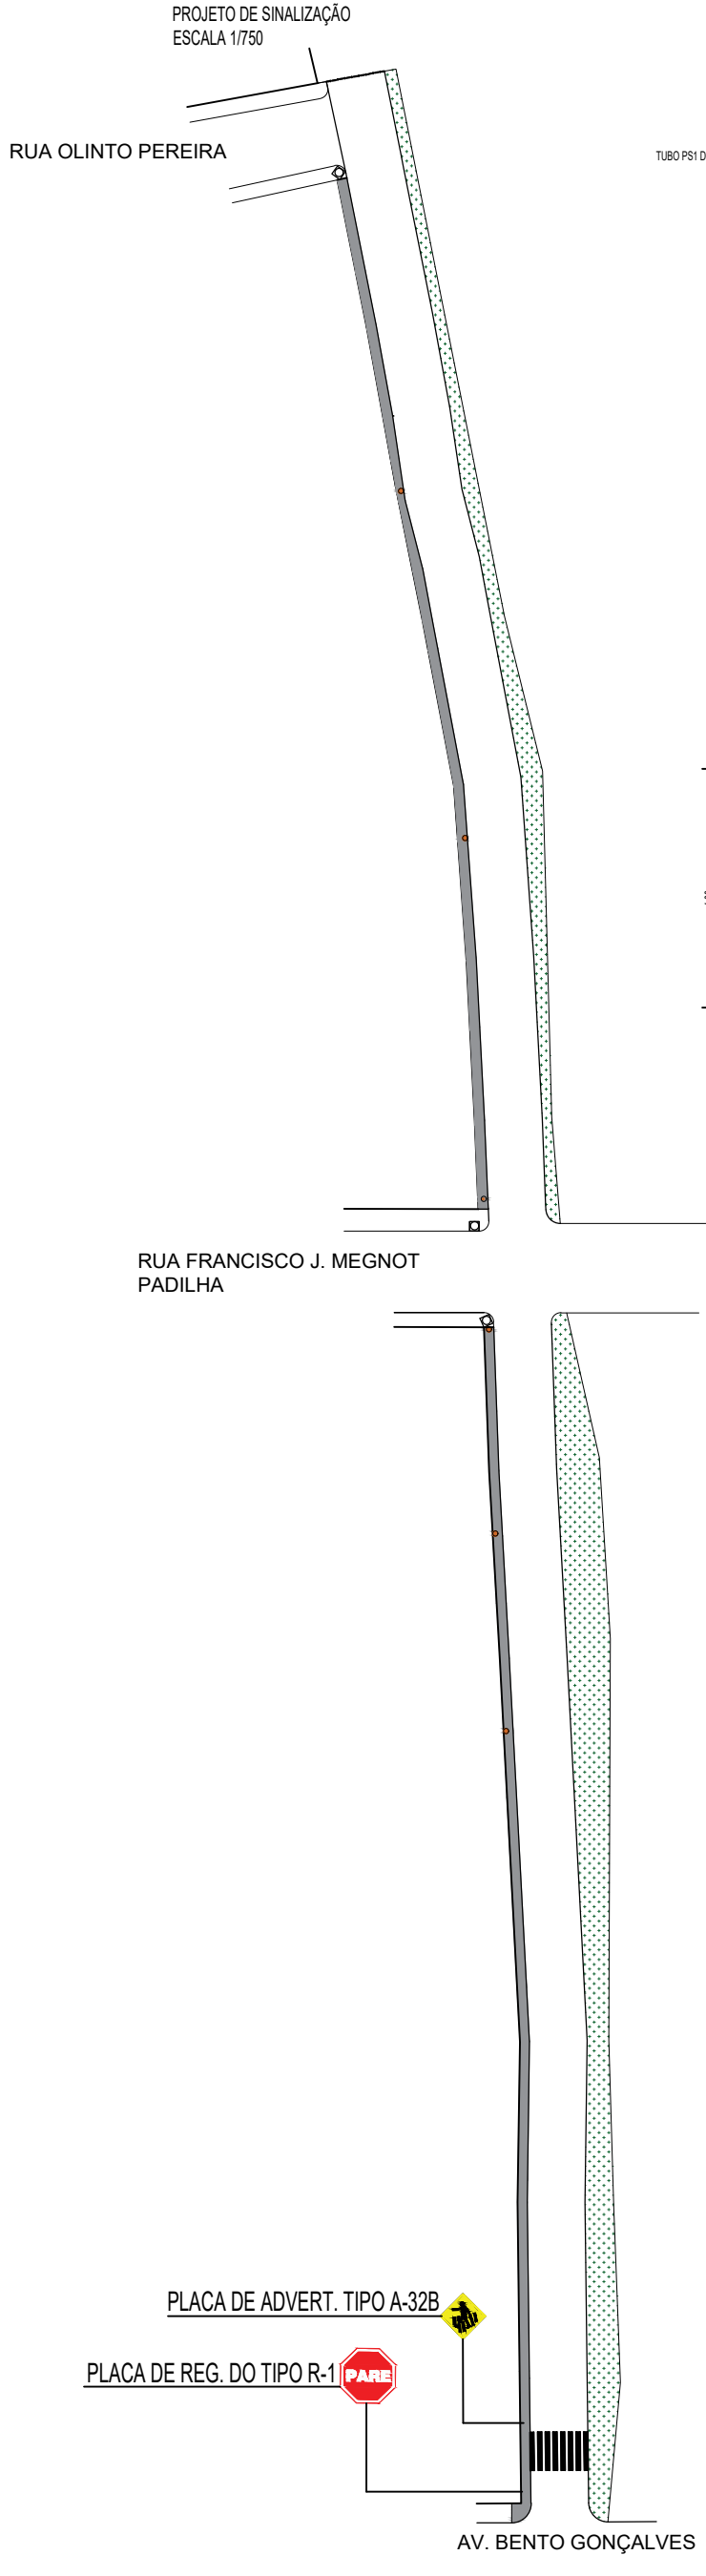 PROJETO DE SINALIZAÇÃO
ESCALA 1/750
RUA OLINTO PEREIRA
TUBO PS1 D
RUA FRANCISCO J. MEGNOT
PADILHA
PLACA DE ADVERT. TIPO A-32B
PLACA DE REG. DO TIPO R-1
PARE
AV. BENTO GONÇALVES